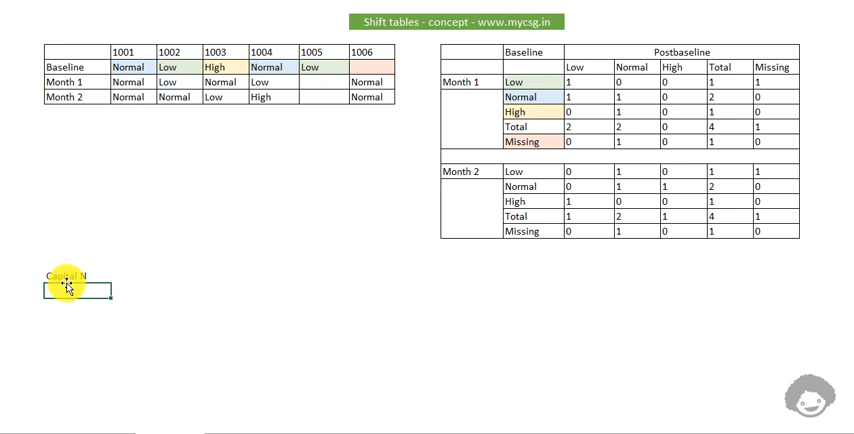 Shift tables - concept - www.mycsg.in
1001 1002 1003 1004 1005 1006
Baseline Normal Low High Normal Low
Month 1 Normal Low Normal Low Normal
Month 2 Normal Normal Low High Normal
Baseline Postbaseline
Low Normal High Total Missing
Month 1 Low 1 0 0 1 1
Normal 1 1 0 2 0
High 0 1 0 1 0
Total 2 2 0 4 1
Missing 0 1 0 1 0
Month 2 Low 0 1 0 1 1
Normal 0 1 1 2 0
High 1 0 0 1 0
Total 1 2 1 4 1
Missing 0 1 0 1 0
Capital N